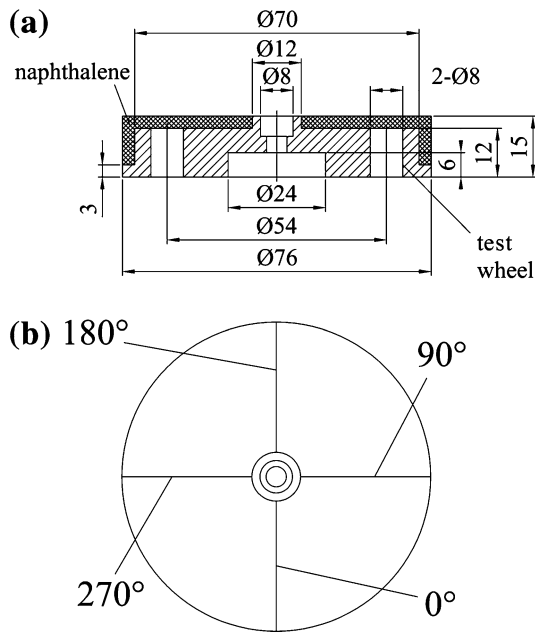 (a)
Ø70
Ø12
naphthalene
Ø8
2-Ø8
3
6
12
15
Ø24
Ø54
test
wheel
Ø76
(b)
180°
90°
270°
0°